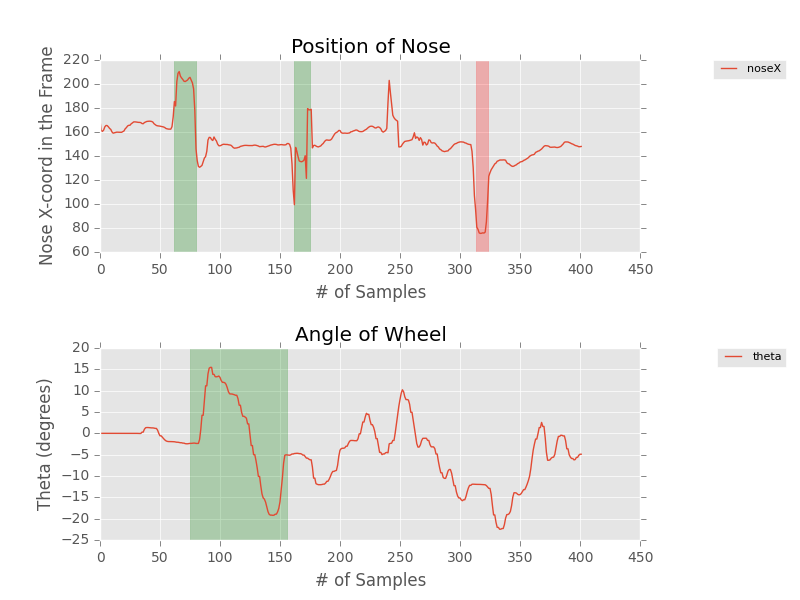 Position of Nose
Nose X-coord in the Frame
220
200
180
160
140
120
100
80
60
0 50 100 150 200 250 300 350 400 450
# of Samples
noseX
Angle of Wheel
Theta (degrees)
20
15
10
5
0
−5
−10
−15
−20
−25
0 50 100 150 200 250 300 350 400 450
# of Samples
theta